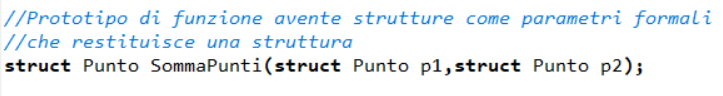 //Prototipo di funzione avente strutture come parametri formali
//che restituisce una struttura
struct Punto SommaPunti(struct Punto p1,struct Punto p2);